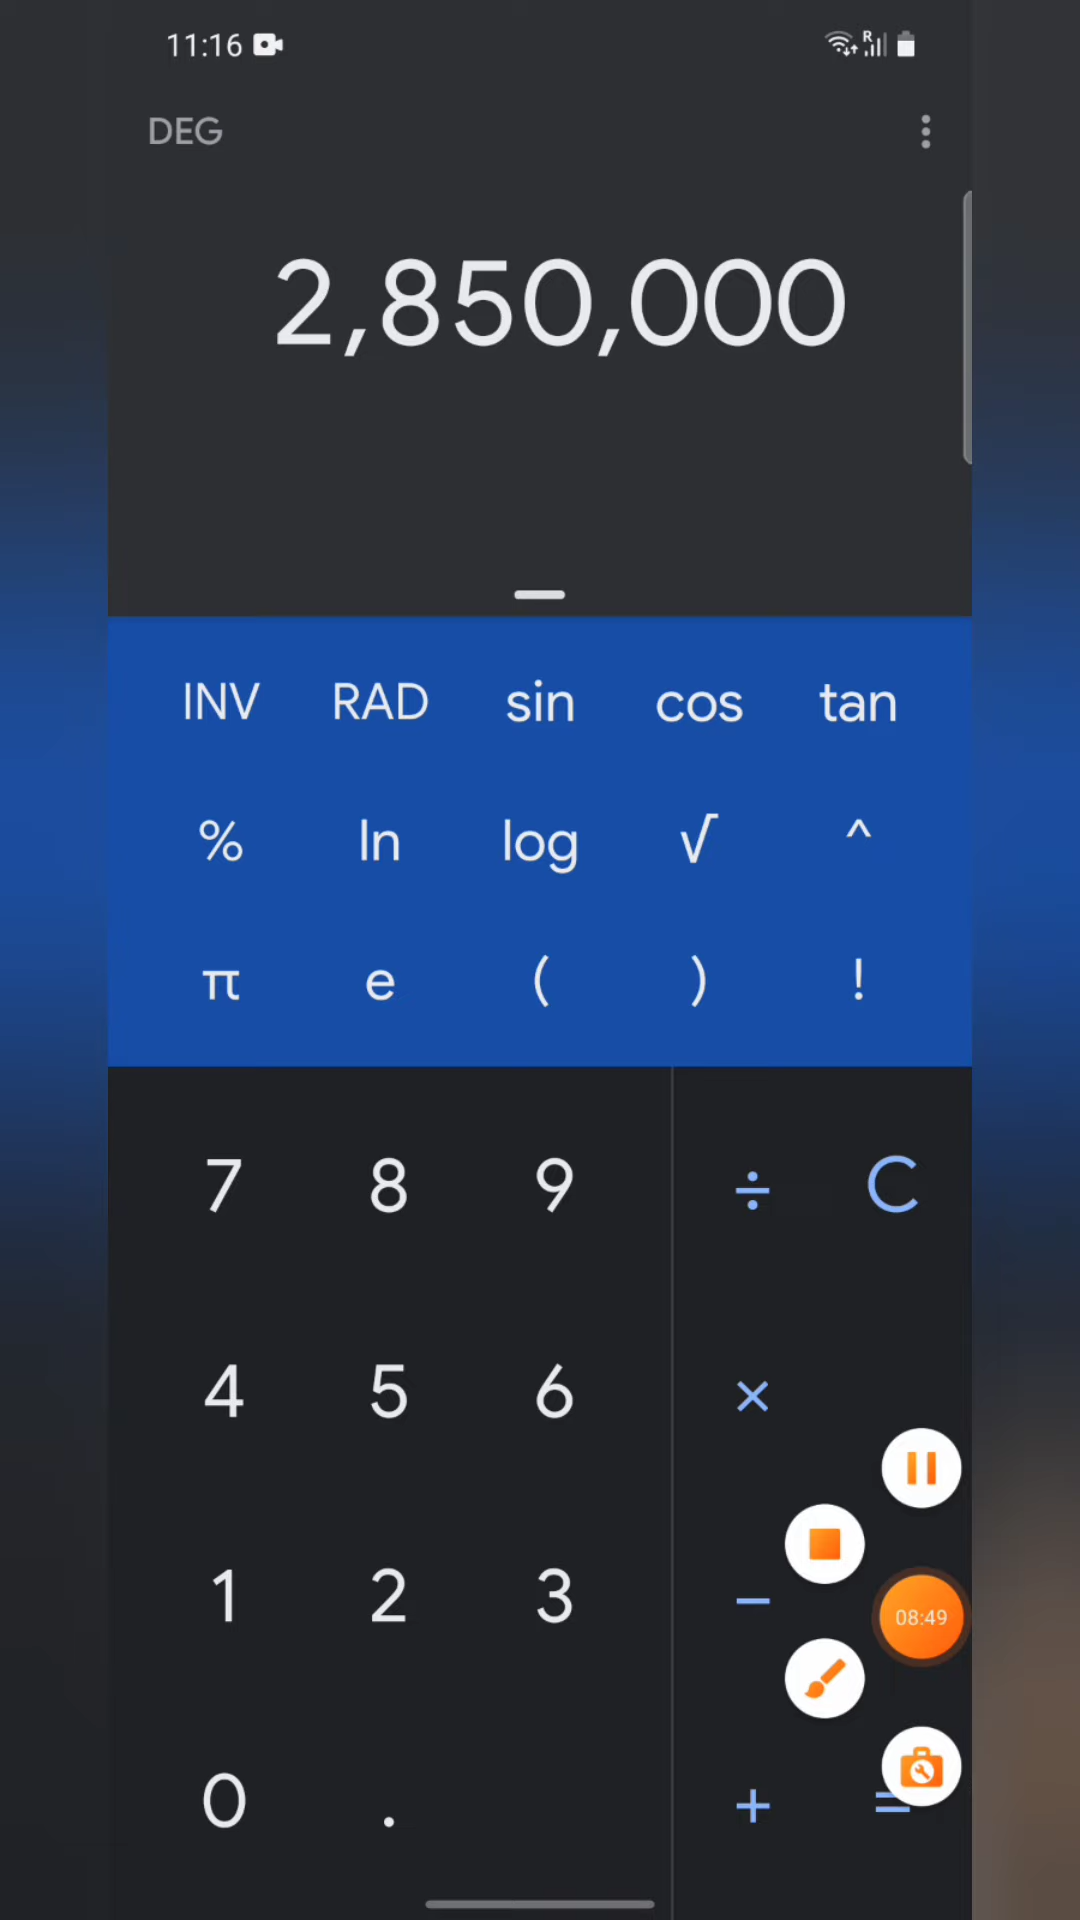 11:16 R
DEG
2,850,000
INV RAD sin cos tan
% ln log √ ^
π e ( ) !
7 8 9 ÷ C
4 5 6 ×
1 2 3 −
08:49
0 . + =